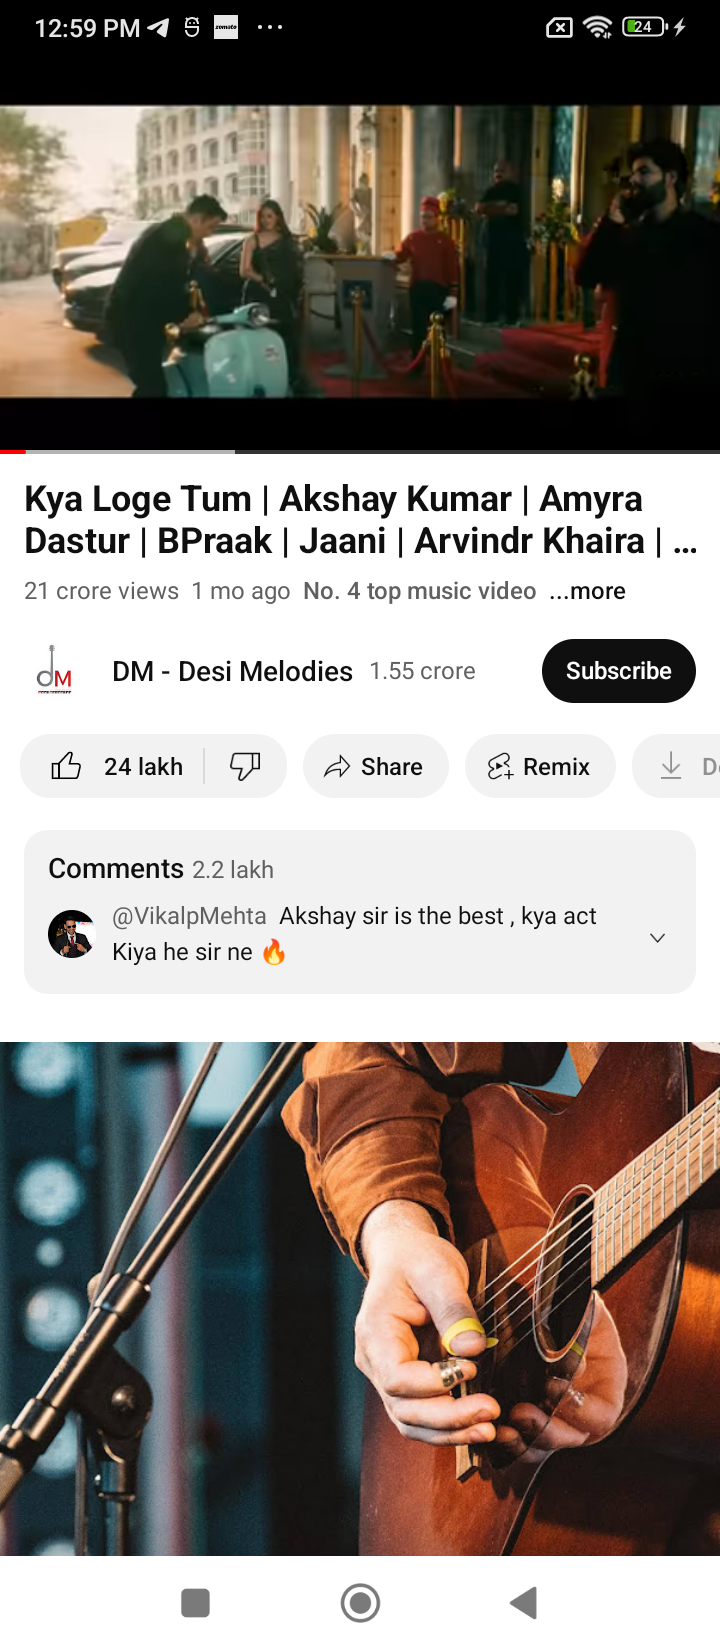 12:59 PM zomato ... 24
Kya Loge Tum | Akshay Kumar | Amyra
Dastur | BPraak | Jaani | Arvindr Khaira | ...
21 crore views 1 mo ago No. 4 top music video ...more
dM
DM - Desi Melodies 1.55 crore Subscribe
24 lakh Share Remix
Comments 2.2 lakh
@VikalpMehta Akshay sir is the best , kya act
Kiya he sir ne 🔥